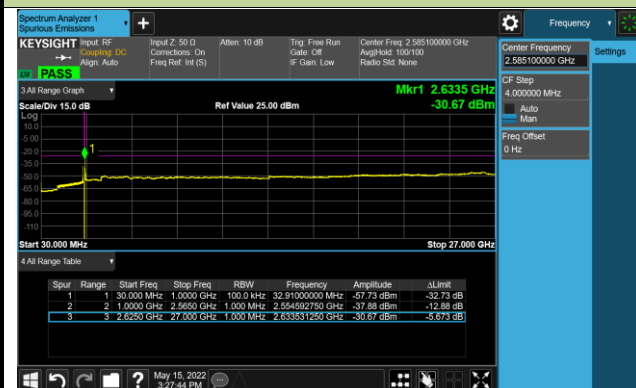 Spectrum Analyzer 1
Spurious Emissions
Frequency
KEYSIGHT
Input: RF
Coupling: DC
Align: Auto
Input Z: 50 Ω
Corrections: On
Freq Ref: Int (S)
Atten: 10 dB
Trig: Free Run
Gate: Off
IF Gain: Low
Center Freq: 2.585100000 GHz
Avg|Hold: 100/100
Radio Std: None
PASS
Center Frequency
2.585100000 GHz
Settings
CF Step
4.000000 MHz
Auto
Man
Freq Offset
0 Hz
3 All Range Graph
Mkr1 2.6335 GHz
Scale/Div 15.0 dB
Ref Value 25.00 dBm
-30.67 dBm
Log
10.0
-5.00
-20.0
-35.0
-50.0
-65.0
-80.0
-95.0
-110
1
Start 30.000 MHz
Stop 27.000 GHz
4 All Range Table
Spur Range Start Freq Stop Freq RBW Frequency Amplitude ΔLimit
1 1 30.000 MHz 1.0000 GHz 100.0 kHz 32.91000000 MHz -57.73 dBm -32.73 dB
2 2 1.0000 GHz 2.5650 GHz 1.000 MHz 2.554592750 GHz -37.88 dBm -12.88 dB
3 3 2.6250 GHz 27.000 GHz 1.000 MHz 2.633531250 GHz -30.67 dBm -5.673 dB
?
May 15, 2022
3:27:44 PM